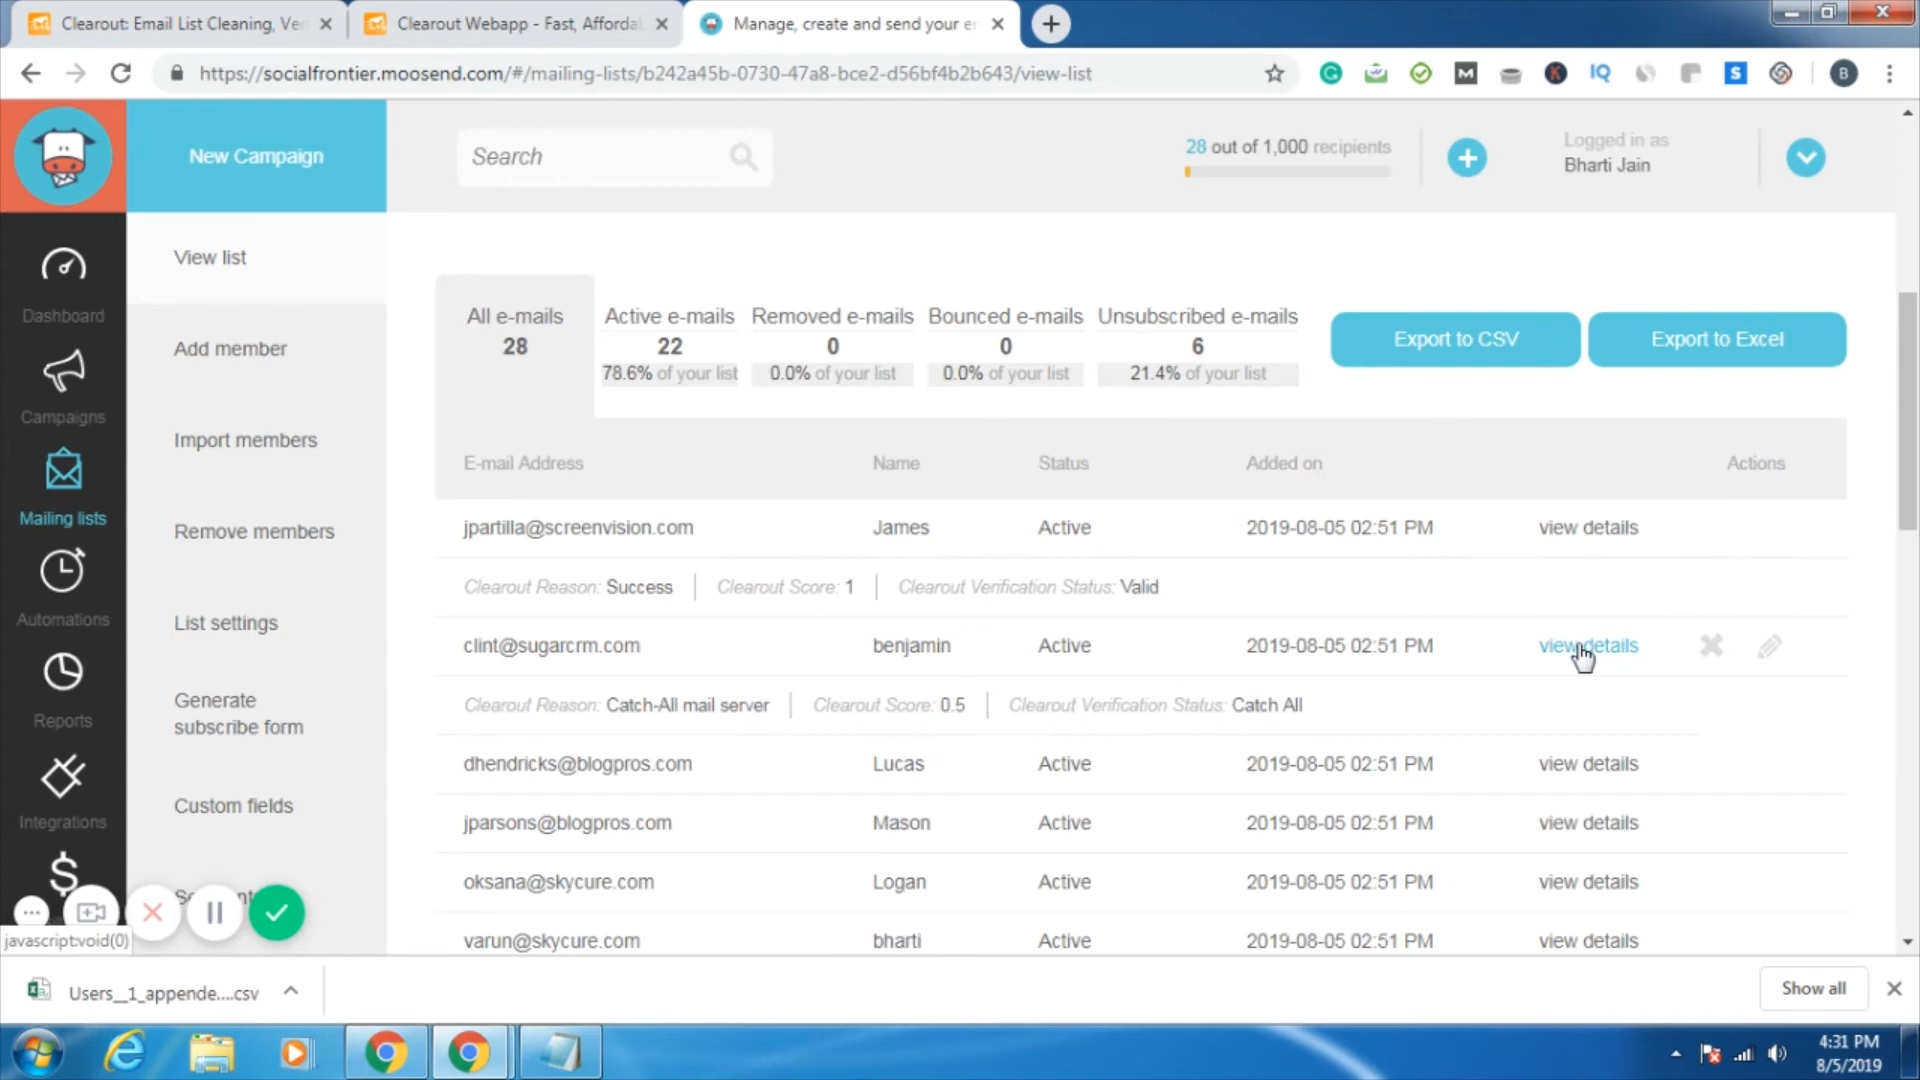 Clearout: Email List Cleaning, Ver
Clearout Webapp - Fast, Affordal
Manage, create and send your en
https://socialfrontier.moosend.com/#/mailing-lists/b242a45b-0730-47a8-bce2-d56bf4b2b643/view-list
IQ
B
New Campaign
Search
28 out of 1,000 recipients
Logged in as
Bharti Jain
Dashboard
Campaigns
Mailing lists
Automations
Reports
Integrations
View list
Add member
Import members
Remove members
List settings
Generate
subscribe form
Custom fields
All e-mails
28
Active e-mails
22
78.6% of your list
Removed e-mails
0
0.0% of your list
Bounced e-mails
0
0.0% of your list
Unsubscribed e-mails
6
21.4% of your list
Export to CSV
Export to Excel
E-mail Address Name Status Added on Actions
jpartilla@screenvision.com James Active 2019-08-05 02:51 PM view details
Clearout Reason: Success Clearout Score: 1 Clearout Verification Status: Valid
clint@sugarcrm.com benjamin Active 2019-08-05 02:51 PM view details
Clearout Reason: Catch-All mail server Clearout Score: 0.5 Clearout Verification Status: Catch All
dhendricks@blogpros.com Lucas Active 2019-08-05 02:51 PM view details
jparsons@blogpros.com Mason Active 2019-08-05 02:51 PM view details
oksana@skycure.com Logan Active 2019-08-05 02:51 PM view details
varun@skycure.com bharti Active 2019-08-05 02:51 PM view details
javascript:void(0)
Users__1_appende....csv
Show all
4:31 PM
8/5/2019